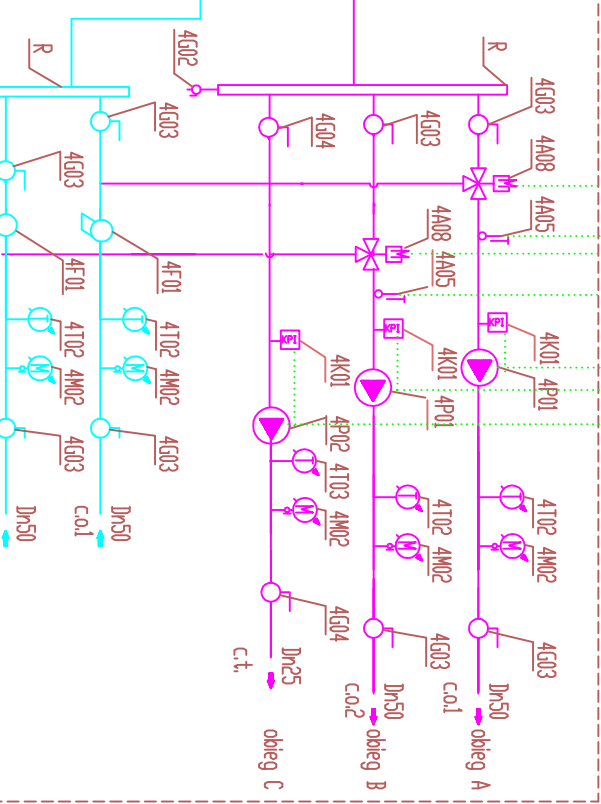 R
4G03
4A08
4A05
KPI
4K01
4P01
4T02
M
4M02
4G03
Dn50
c.o.1
obieg A
4G03
4A08
4A05
KPI
4K01
4P01
4T02
M
4M02
4G03
Dn50
c.o.2
obieg B
4G02
4G04
KPI
4K01
4P02
4T03
M
4M02
4G04
Dn25
c.t.
obieg C
4G03
4F01
4T02
M
4M02
4G03
Dn50
c.o.1
R
4G03
4F01
4T02
M
4M02
4G03
Dn50